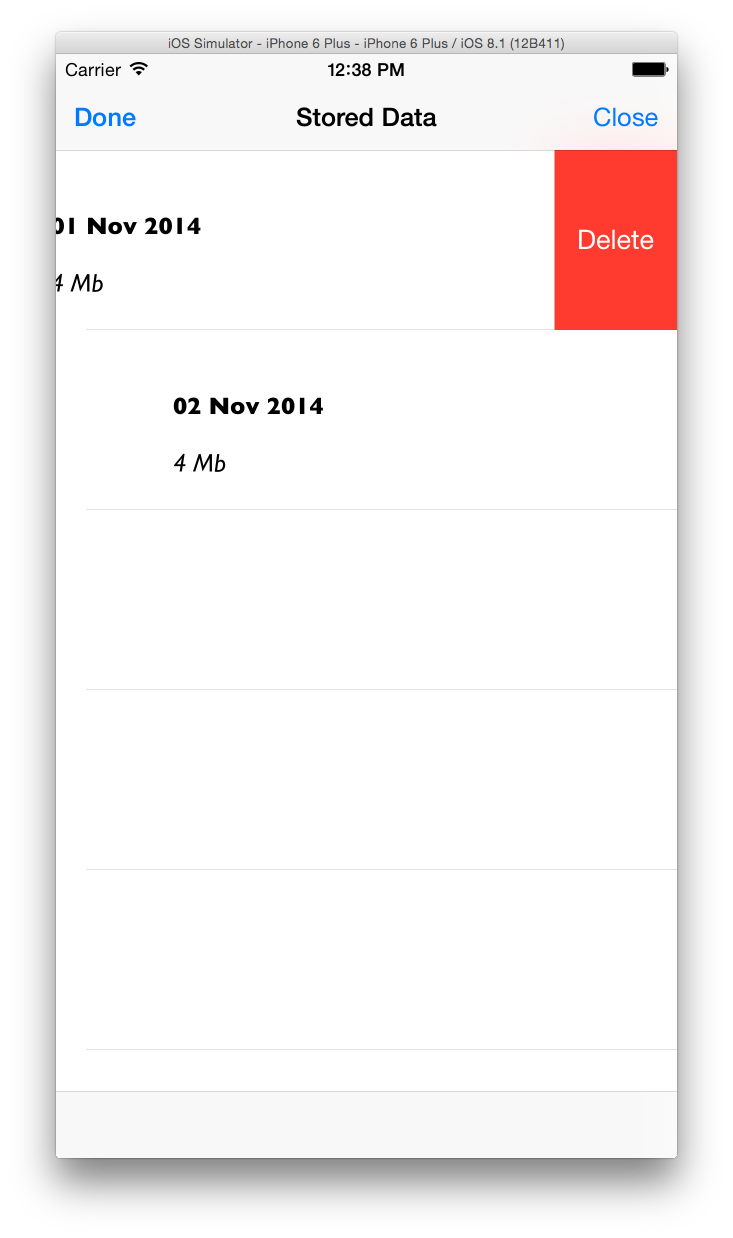 iOS Simulator - iPhone 6 Plus - iPhone 6 Plus / iOS 8.1 (12B411)
Carrier 12:38 PM
Done Stored Data Close
01 Nov 2014
Delete
4 Mb
02 Nov 2014
4 Mb